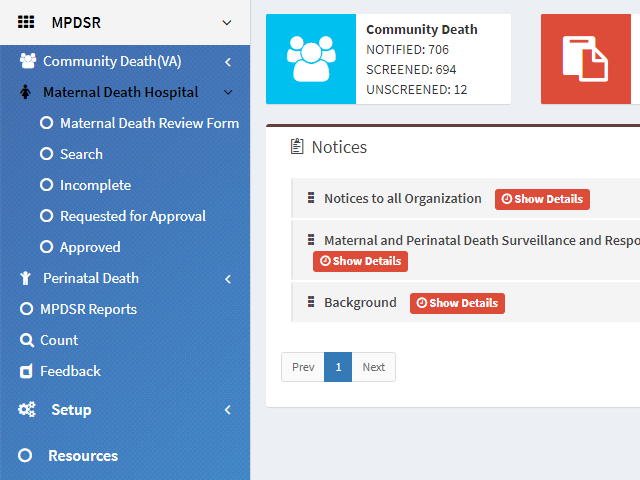 MPDSR
Community Death(VA)
Maternal Death Hospital
Maternal Death Review Form
Search
Incomplete
Requested for Approval
Approved
Perinatal Death
MPDSR Reports
Count
Feedback
Setup
Resources
Community Death
NOTIFIED: 706
SCREENED: 694
UNSCREENED: 12
Notices
Notices to all Organization Show Details
Maternal and Perinatal Death Surveillance and Respo
Show Details
Background Show Details
Prev 1 Next